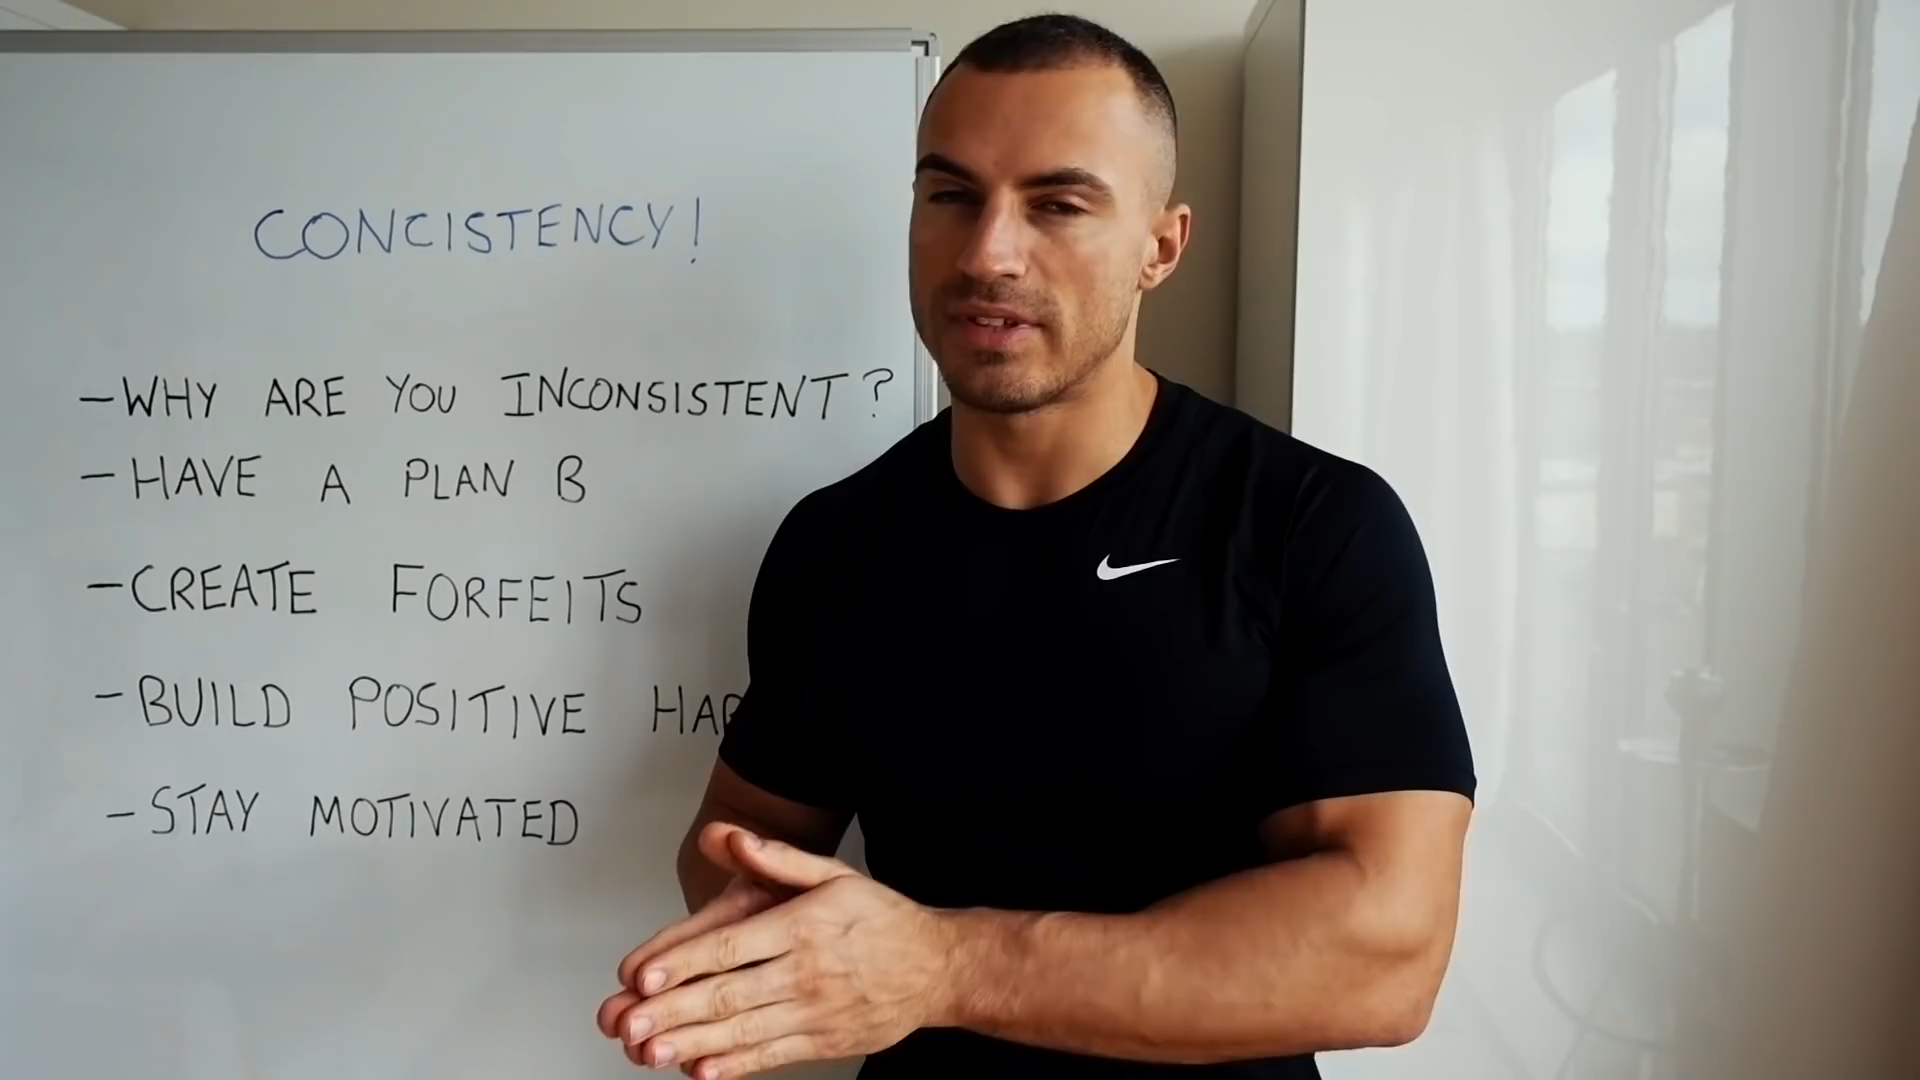 CONCISTENCY!
-WHY ARE YOU INCONSISTENT?
-HAVE A PLAN B
-CREATE FORFEITS
-BUILD POSITIVE
-STAY MOTIVATED